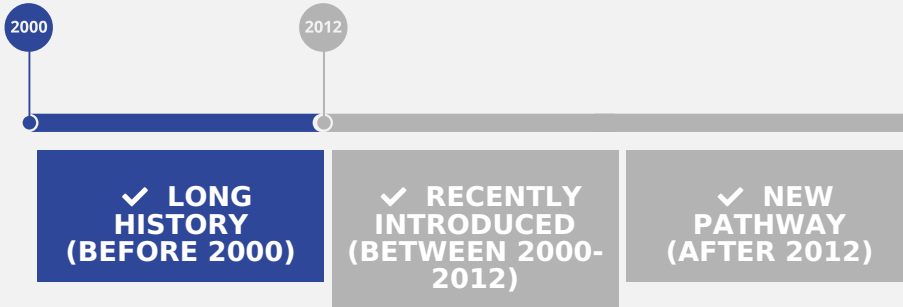 2000
2012
LONG
HISTORY
(BEFORE 2000)
RECENTLY
INTRODUCED
(BETWEEN 2000-
2012)
NEW
PATHWAY
(AFTER 2012)